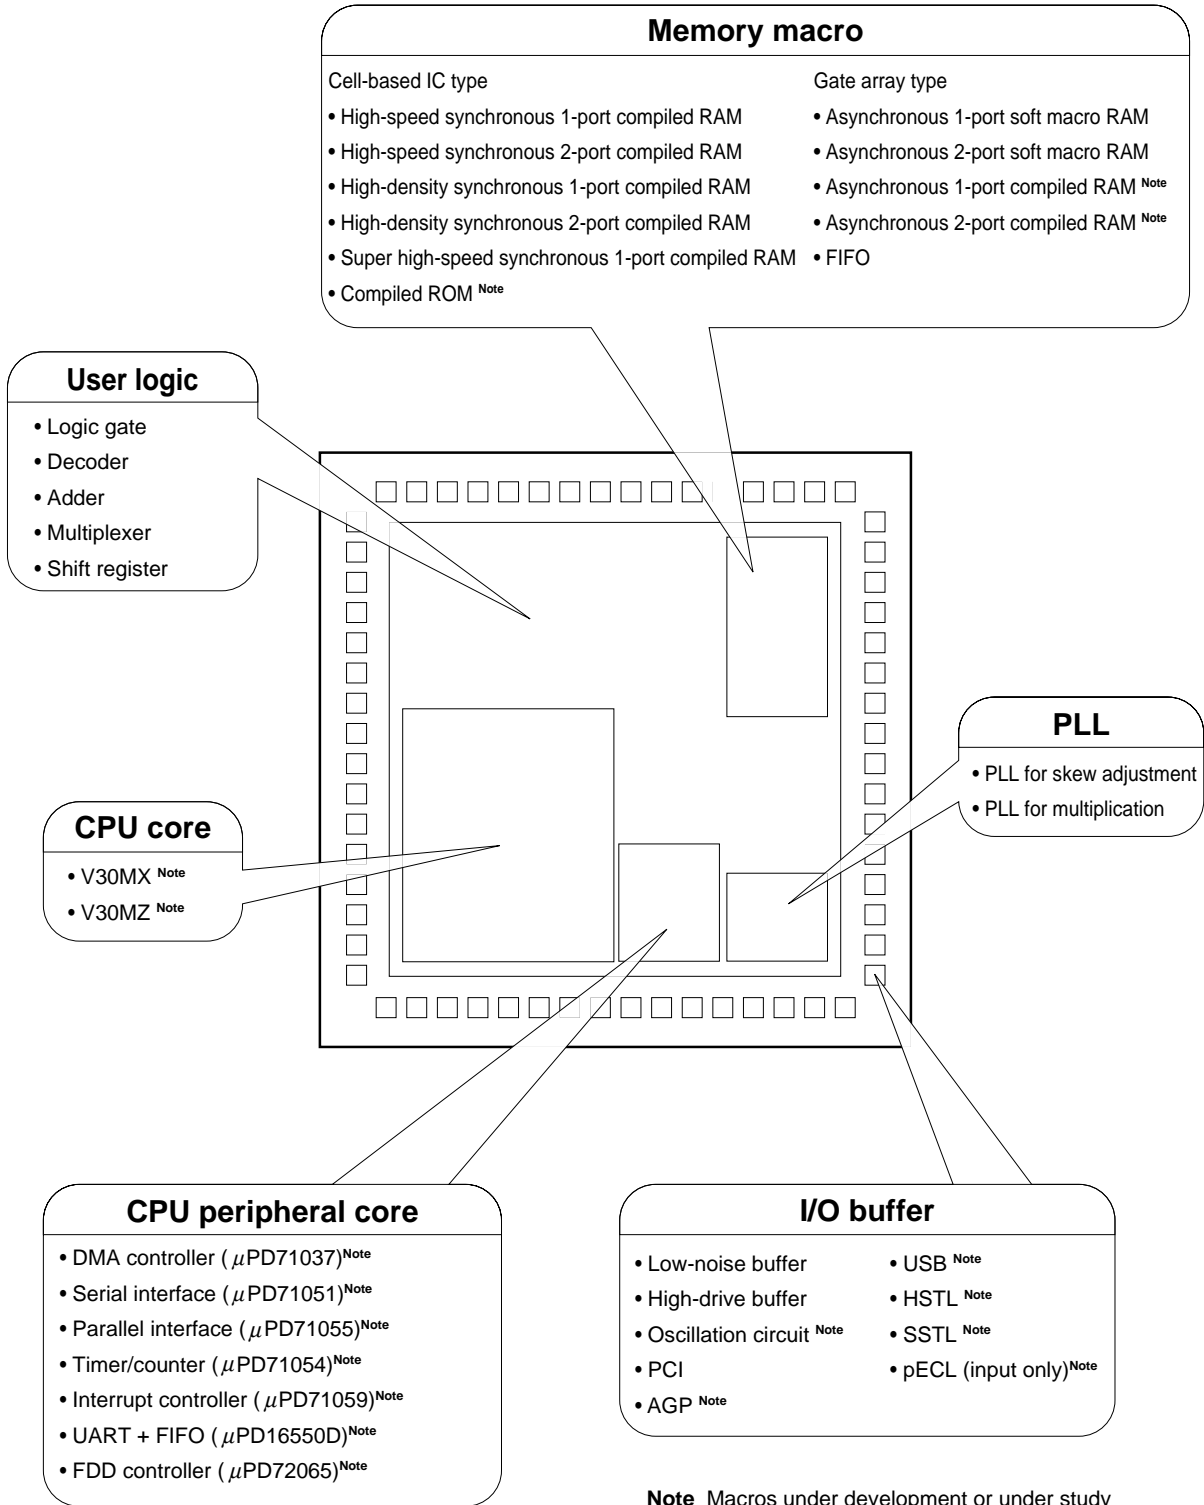 Memory macro
Cell-based IC type
• High-speed synchronous 1-port compiled RAM
• High-speed synchronous 2-port compiled RAM
• High-density synchronous 1-port compiled RAM
• High-density synchronous 2-port compiled RAM
• Super high-speed synchronous 1-port compiled RAM
• Compiled ROM Note
Gate array type
• Asynchronous 1-port soft macro RAM
• Asynchronous 2-port soft macro RAM
• Asynchronous 1-port compiled RAM Note
• Asynchronous 2-port compiled RAM Note
• FIFO
User logic
• Logic gate
• Decoder
• Adder
• Multiplexer
• Shift register
PLL
• PLL for skew adjustment
• PLL for multiplication
CPU core
• V30MX Note
• V30MZ Note
CPU peripheral core
• DMA controller (μPD71037)Note
• Serial interface (μPD71051)Note
• Parallel interface (μPD71055)Note
• Timer/counter (μPD71054)Note
• Interrupt controller (μPD71059)Note
• UART + FIFO (μPD16550D)Note
• FDD controller (μPD72065)Note
I/O buffer
• Low-noise buffer
• High-drive buffer
• Oscillation circuit Note
• PCI
• AGP Note
• USB Note
• HSTL Note
• SSTL Note
• pECL (input only)Note
Note Macros under development or under study